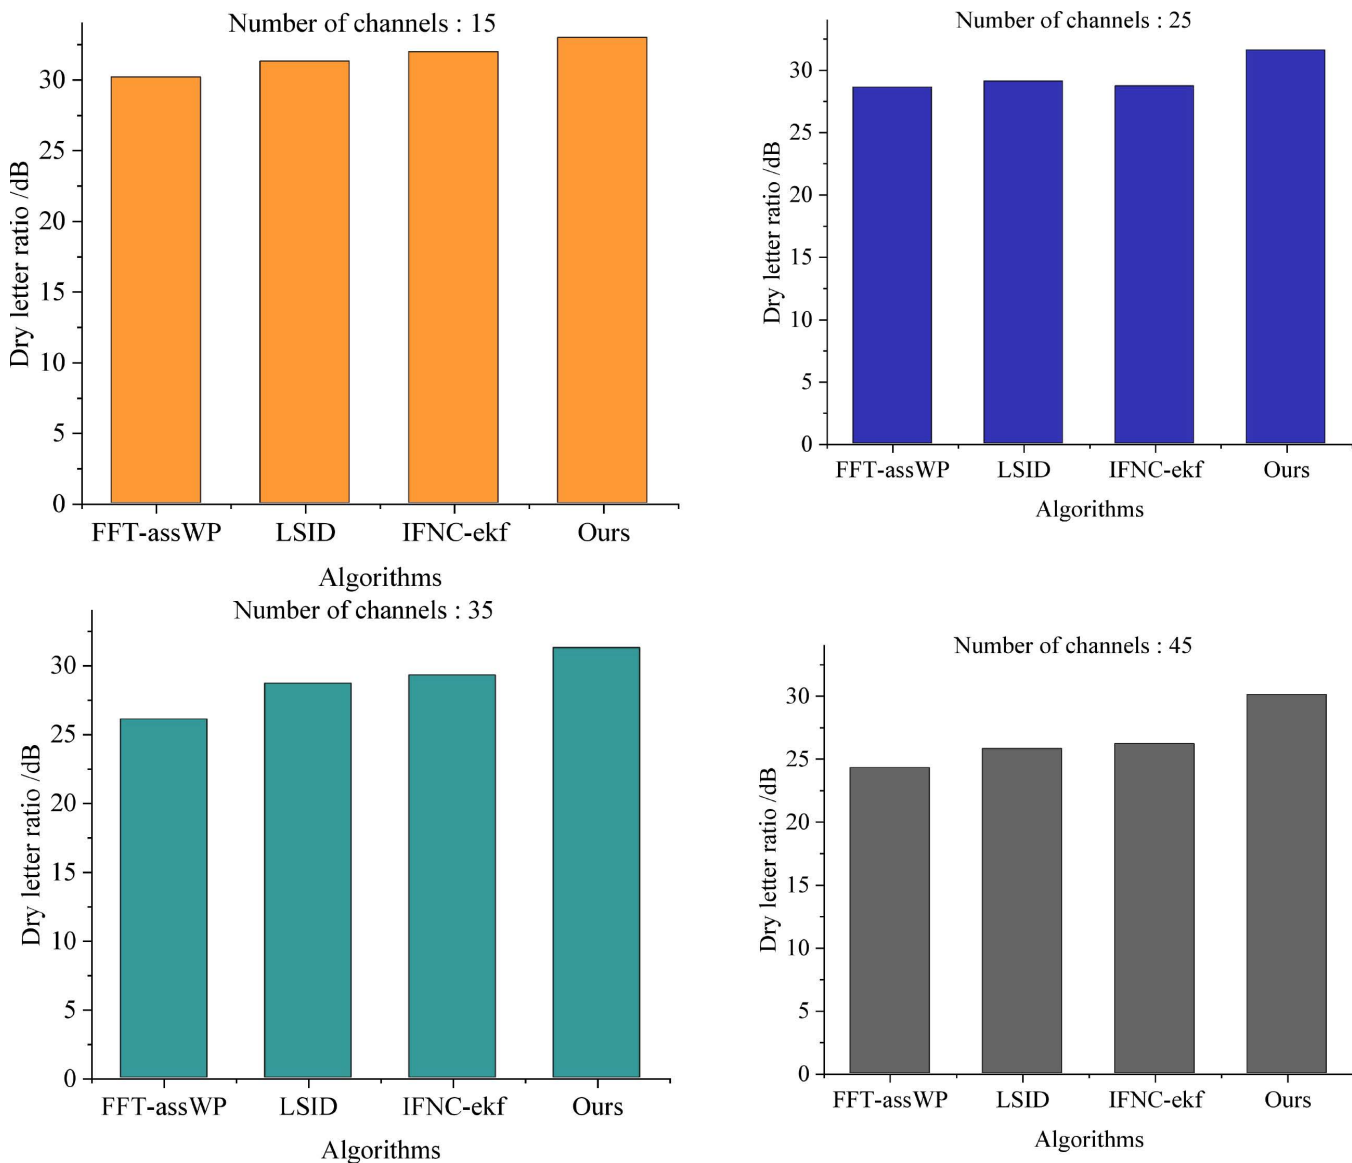 Number of channels : 15
Dry letter ratio /dB
30
25
20
15
10
5
0
FFT-assWP LSID IFNC-ekf Ours
Algorithms
Number of channels : 25
Dry letter ratio /dB
30
25
20
15
10
5
0
FFT-assWP LSID IFNC-ekf Ours
Algorithms
Number of channels : 35
Dry letter ratio /dB
30
25
20
15
10
5
0
FFT-assWP LSID IFNC-ekf Ours
Algorithms
Number of channels : 45
Dry letter ratio /dB
30
25
20
15
10
5
0
FFT-assWP LSID IFNC-ekf Ours
Algorithms